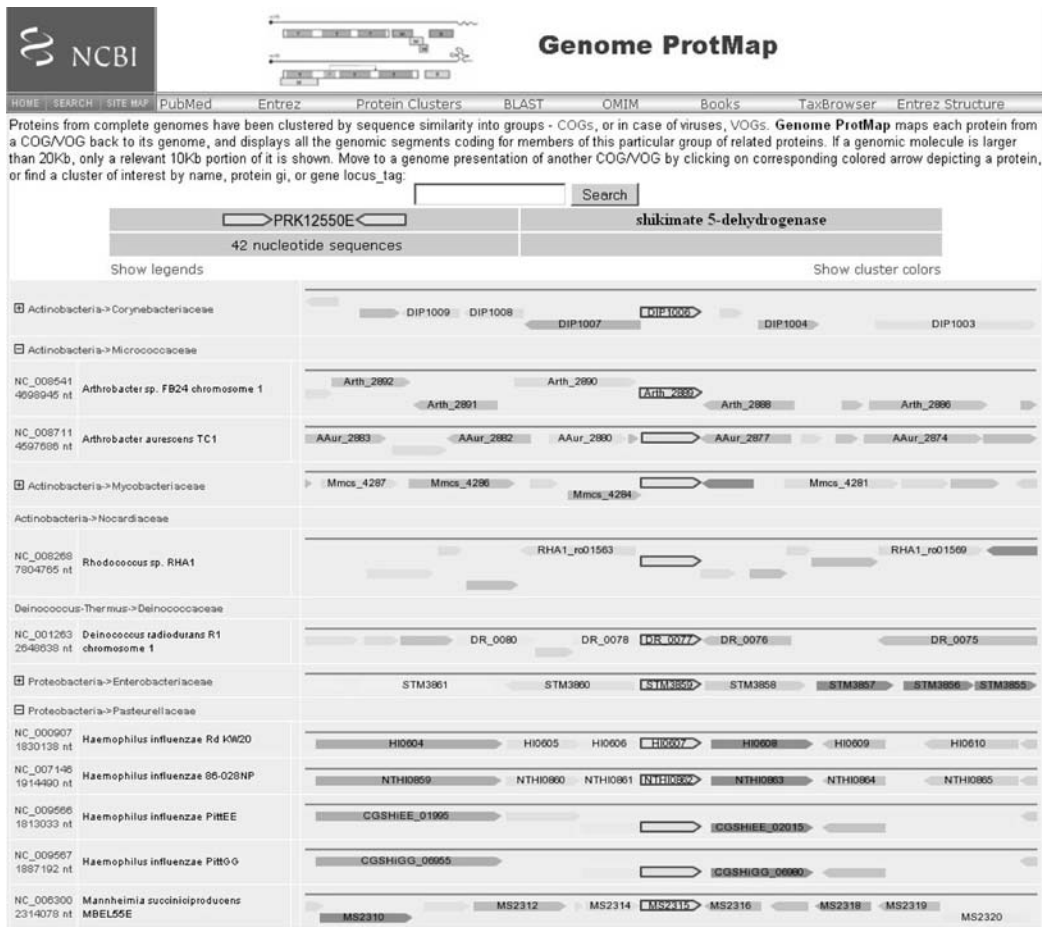 NCBI
Genome ProtMap
HOME SEARCH SITE MAP PubMed Entrez Protein Clusters BLAST OMIM Books TaxBrowser Entrez Structure
Proteins from complete genomes have been clustered by sequence similarity into groups - COGs, or in case of viruses, VOGs. Genome ProtMap maps each protein from
a COG/VOG back to its genome, and displays all the genomic segments coding for members of this particular group of related proteins. If a genomic molecule is larger
than 20Kb, only a relevant 10Kb portion of it is shown. Move to a genome presentation of another COG/VOG by clicking on corresponding colored arrow depicting a protein,
or find a cluster of interest by name, protein gi, or gene locus_tag:
Search
PRK12550E shikimate 5-dehydrogenase
42 nucleotide sequences
Show legends Show cluster colors
Actinobacteria->Corynebacteriaceae DIP1009 DIP1008 DIP1007 DIP1006 DIP1004 DIP1003
Actinobacteria->Micrococcaceae
NC_008541 4698945 nt Arthrobacter sp. FB24 chromosome 1 Arth_2892 Arth_2891 Arth_2890 Arth_2889 Arth_2888 Arth_2886
NC_008711 4597686 nt Arthrobacter aurescens TC1 AAur_2883 AAur_2882 AAur_2880 AAur_2877 AAur_2874
Actinobacteria->Mycobacteriaceae Mmcs_4287 Mmcs_4286 Mmcs_4284 Mmcs_4281
Actinobacteria->Nocardiaceae
NC_008268 7804765 nt Rhodococcus sp. RHA1 RHA1_ro01563 RHA1_ro01569
Deinococcus-Thermus->Deinococcaceae
NC_001263 2648638 nt Deinococcus radiodurans R1 chromosome 1 DR_0080 DR_0078 DR_0077 DR_0076 DR_0075
Proteobacteria->Enterobacteriaceae STM3861 STM3860 STM3859 STM3858 STM3857 STM3856 STM3855
Proteobacteria->Pasteurellaceae
NC_000907 1830138 nt Haemophilus influenzae Rd KW20 HI0604 HI0605 HI0606 HI0607 HI0608 HI0609 HI0610
NC_007146 1914490 nt Haemophilus influenzae 86-028NP NTHI0859 NTHI0860 NTHI0861 NTHI0862 NTHI0863 NTHI0864 NTHI0865
NC_009566 1813033 nt Haemophilus influenzae PittEE CGSHiEE_01995 CGSHiEE_02015
NC_009567 1887192 nt Haemophilus influenzae PittGG CGSHiGG_06955 CGSHiGG_06980
NC_006300 2314078 nt Mannheimia succiniciproducens MBEL55E MS2310 MS2312 MS2314 MS2315 MS2316 MS2318 MS2319 MS2320